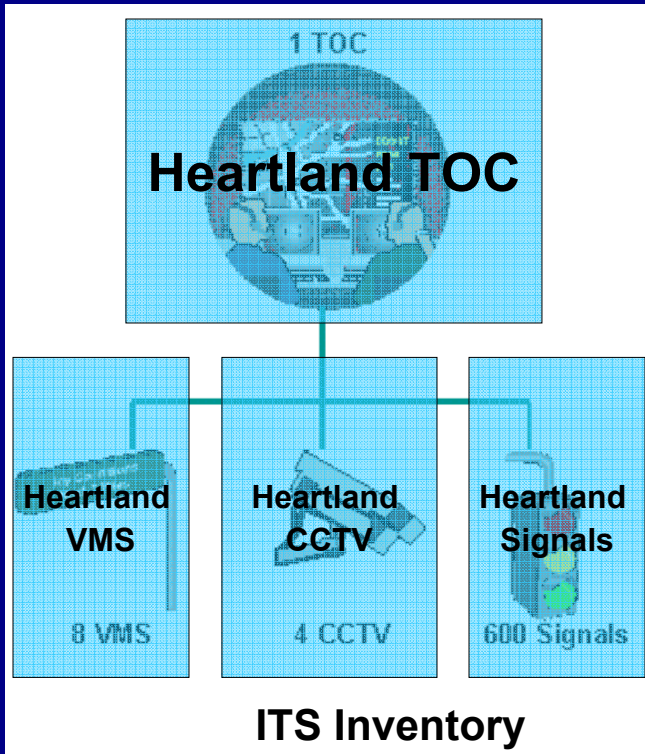 1 TOC
Heartland TOC
Heartland
VMS
8 VMS
Heartland
CCTV
4 CCTV
Heartland
Signals
600 Signals
ITS Inventory